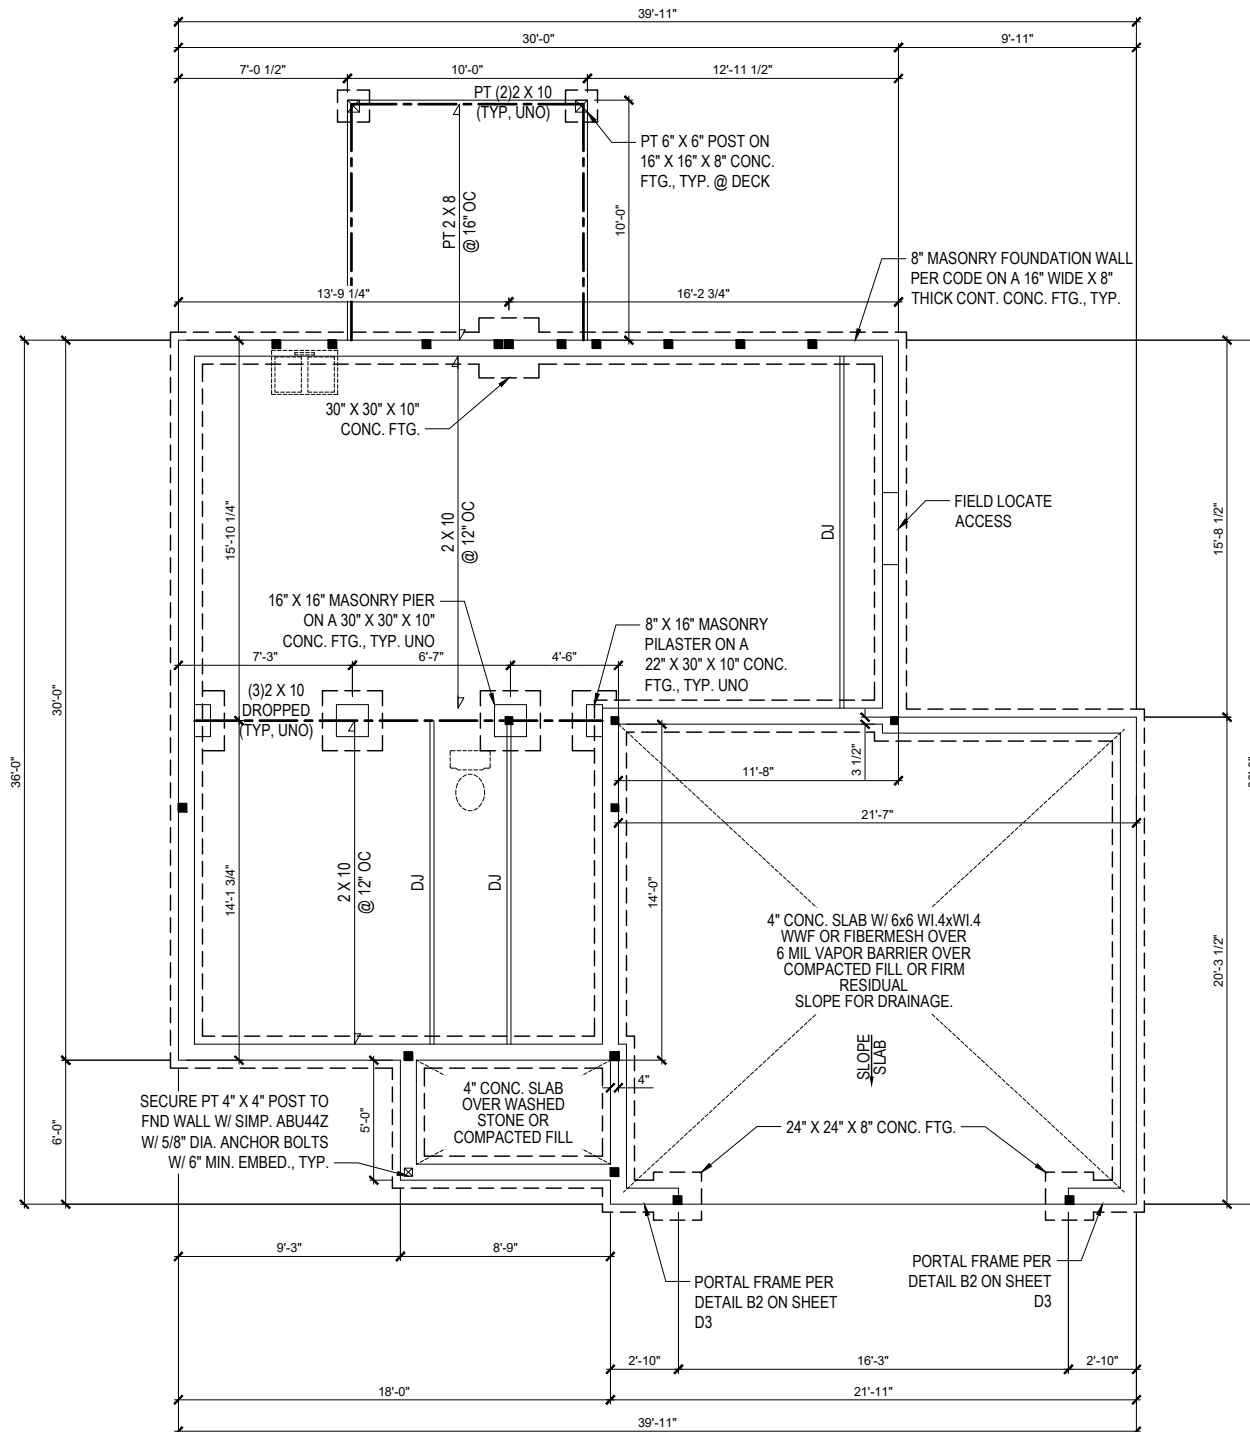 39'-11"
30'-0"
9'-11"
7'-0 1/2"
10'-0"
12'-11 1/2"
PT (2)2 X 10
(TYP, UNO)
PT 6" X 6" POST ON
16" X 16" X 8" CONC.
FTG., TYP. @ DECK
PT 2 X 8
@ 16" OC
10'-0"
8" MASONRY FOUNDATION WALL
PER CODE ON A 16" WIDE X 8"
THICK CONT. CONC. FTG., TYP.
13'-9 1/4"
16'-2 3/4"
30" X 30" X 10"
CONC. FTG.
2 X 10
@ 12" OC
DJ
FIELD LOCATE
ACCESS
15'-10 1/4"
15'-8 1/2"
16" X 16" MASONRY PIER
ON A 30" X 30" X 10"
CONC. FTG., TYP. UNO
8" X 16" MASONRY
PILASTER ON A
22" X 30" X 10" CONC.
FTG., TYP. UNO
7'-3"
6'-7"
4'-6"
(3)2 X 10
DROPPED
(TYP, UNO)
30'-0"
36'-0"
3 1/2"
11'-8"
21'-7"
2 X 10
@ 12" OC
DJ
DJ
14'-1 3/4"
14'-0"
4" CONC. SLAB W/ 6x6 WI.4xWI.4
WWF OR FIBERMESH OVER
6 MIL VAPOR BARRIER OVER
COMPACTED FILL OR FIRM
RESIDUAL
SLOPE FOR DRAINAGE.
SLOPE
SLAB
20'-3 1/2"
4"
4" CONC. SLAB
OVER WASHED
STONE OR
COMPACTED FILL
SECURE PT 4" X 4" POST TO
FND WALL W/ SIMP. ABU44Z
W/ 5/8" DIA. ANCHOR BOLTS
W/ 6" MIN. EMBED., TYP.
5'-0"
6'-0"
24" X 24" X 8" CONC. FTG.
9'-3"
8'-9"
PORTAL FRAME PER
DETAIL B2 ON SHEET
D3
PORTAL FRAME PER
DETAIL B2 ON SHEET
D3
2'-10"
16'-3"
2'-10"
18'-0"
21'-11"
39'-11"